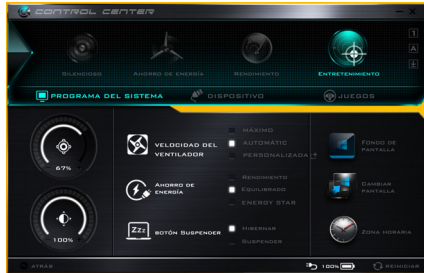 CONTROL CENTER
1
A
SILENCIOSO
AHORRO DE ENERGÍA
RENDIMIENTO
ENTRETENIMIENTO
PROGRAMA DEL SISTEMA
DISPOSITIVO
JUEGOS
67%
VELOCIDAD DEL VENTILADOR
MÁXIMO
AUTOMÁTIC
PERSONALIZADA
FONDO DE PANTALLA
AHORRO DE ENERGÍA
RENDIMIENTO
EQUILIBRADO
ENERGY STAR
CAMBIAR PANTALLA
100%
Zzz
BOTÓN SUSPENDER
HIBERNAR
SUSPENDER
ZONA HORARIA
ATRÁS
100%
REINICIAR